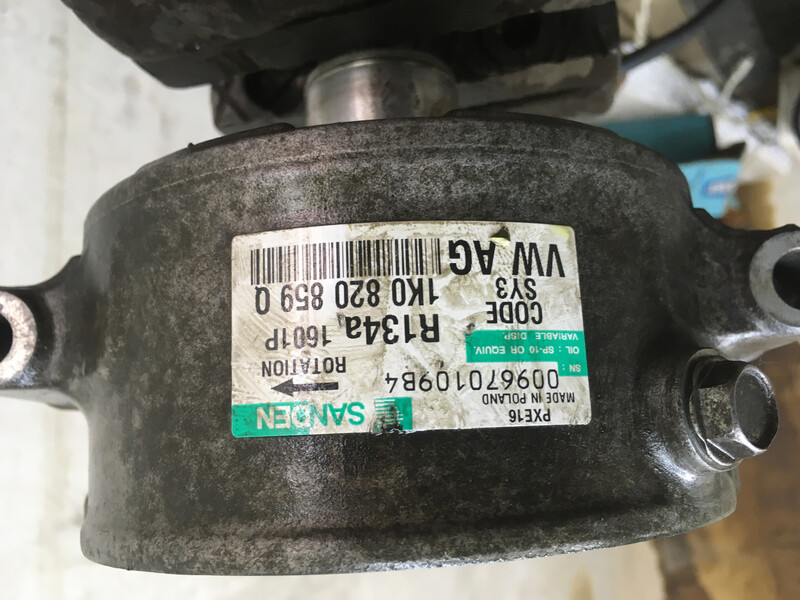 SANDEN
PXE16
MADE IN POLAND
ROTATION
SN :
009670109B4
R134a, 1601P
OIL : SP-10 OR EQUIV.
VARIABLE DISP.
CODE
SY3
1K0 820 859 Q
VW AG